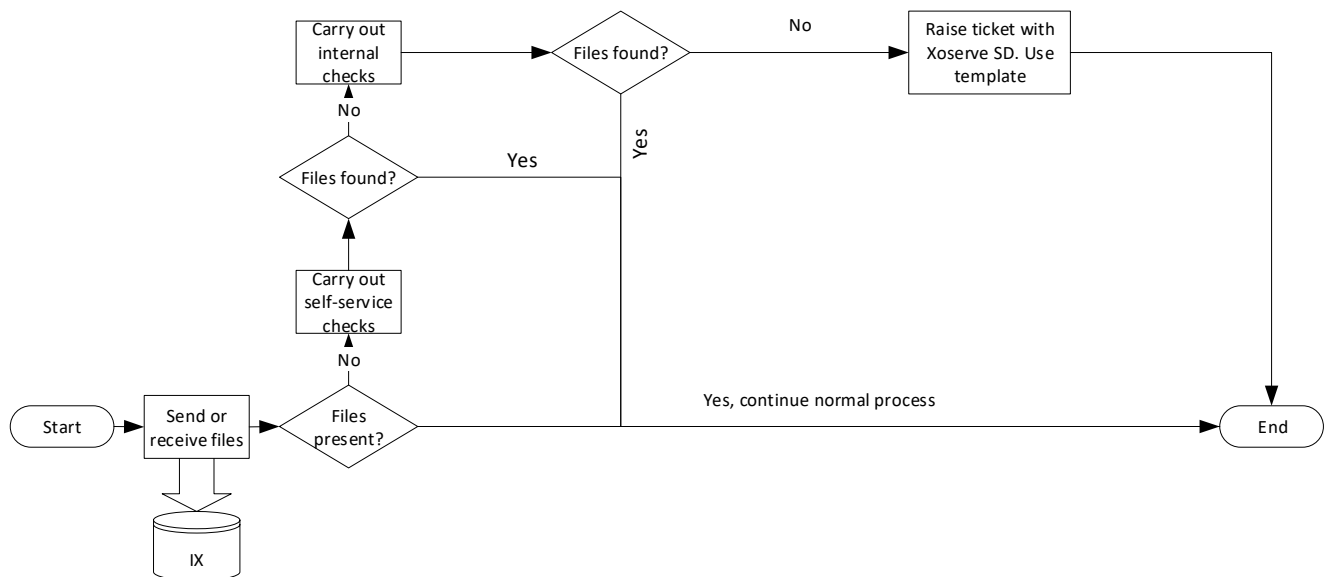 Carry out
internal
checks
Files found?
No
Raise ticket with
Xoserve SD. Use
template
No
Yes
Files found?
Yes
Carry out
self-service
checks
No
Start
Send or
receive files
Files
present?
Yes, continue normal process
End
IX